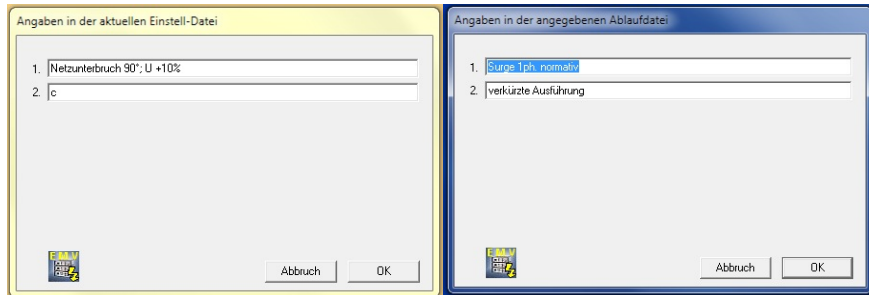 Angaben in der aktuellen Einstell-Datei
1. Netzunterbruch 90°; U +10%
2. c
E M V
Abbruch
OK
Angaben in der angegebenen Ablaufdatei
1. Surge 1ph. normativ
2. verkürzte Ausführung
E M V
Abbruch
OK